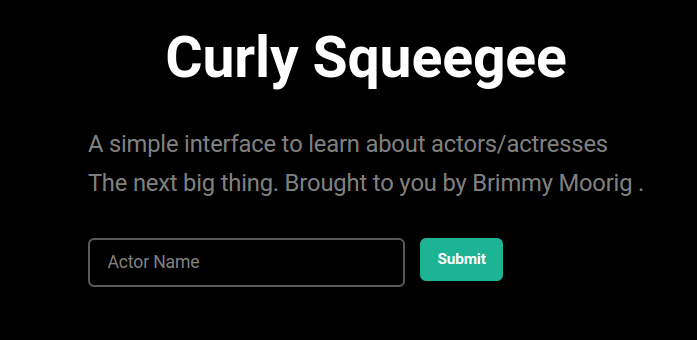 Curly Squeegee
A simple interface to learn about actors/actresses
The next big thing. Brought to you by Brimmy Moorig .
Actor Name
Submit